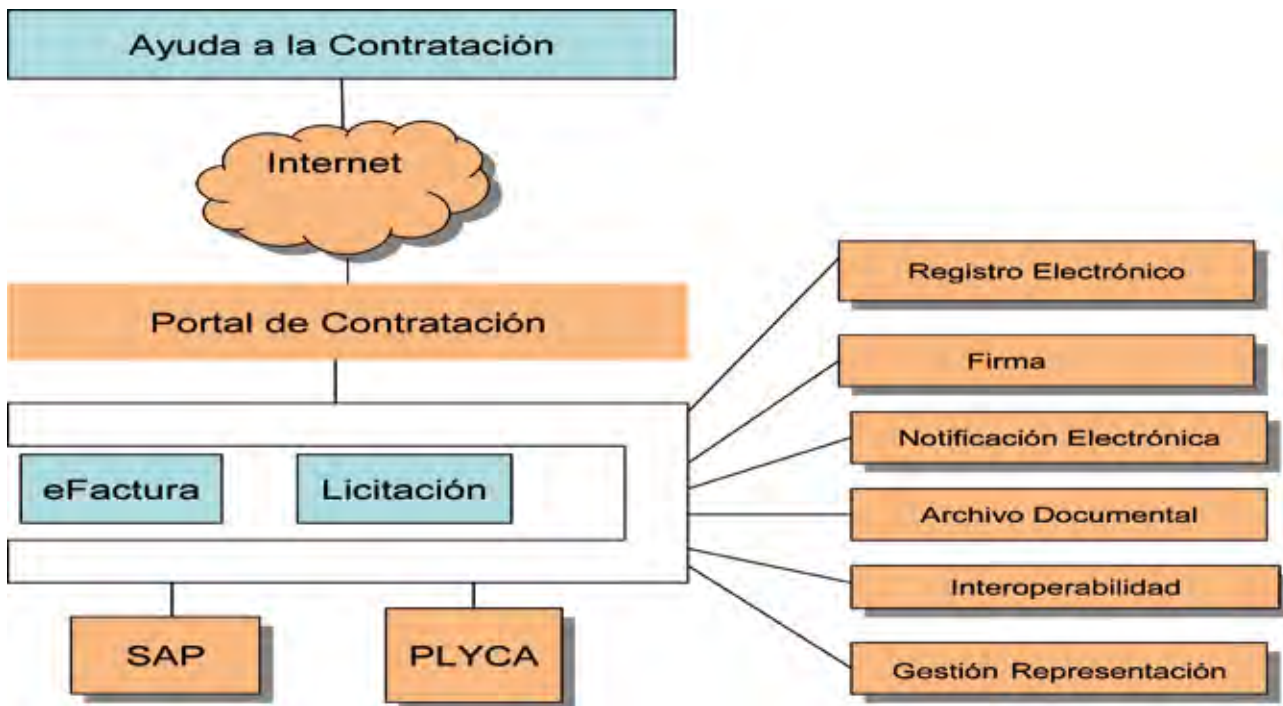 Ayuda a la Contratación
Internet
Portal de Contratación
eFactura
Licitación
SAP
PLYCA
Registro Electrónico
Firma
Notificación Electrónica
Archivo Documental
Interoperabilidad
Gestión Representación